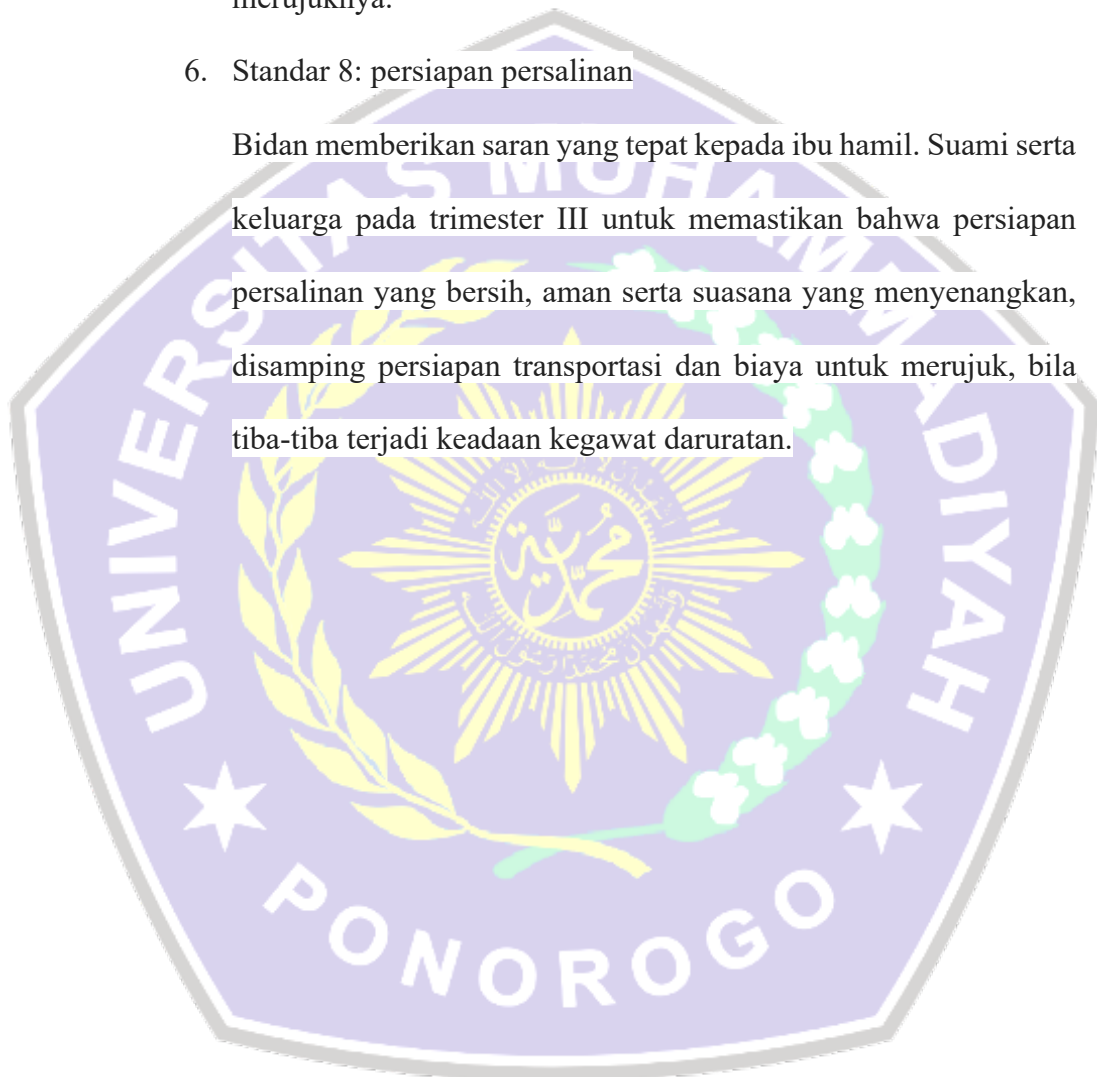 merujuknya.
6. Standar 8: persiapan persalinan
Bidan memberikan saran yang tepat kepada ibu hamil. Suami serta
keluarga pada trimester III untuk memastikan bahwa persiapan
persalinan yang bersih, aman serta suasana yang menyenangkan,
disamping persiapan transportasi dan biaya untuk merujuk, bila
tiba-tiba terjadi keadaan kegawat daruratan.
UNIVERSITAS MUHAMMADIYAH
محمدية
PONOROGO